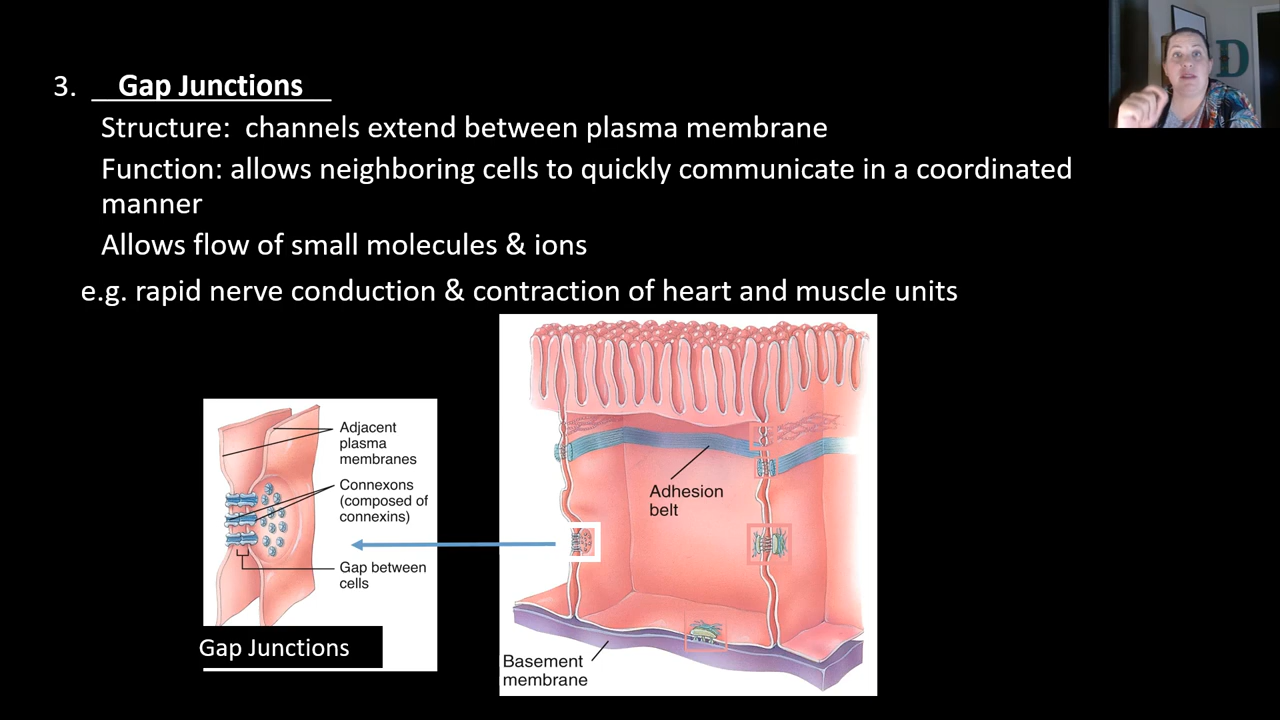 3. Gap Junctions
Structure: channels extend between plasma membrane
Function: allows neighboring cells to quickly communicate in a coordinated
manner
Allows flow of small molecules & ions
e.g. rapid nerve conduction & contraction of heart and muscle units
D
Adjacent
plasma
membranes
Connexons
(composed of
connexins)
Gap between
cells
Gap Junctions
Adhesion
belt
Basement
membrane